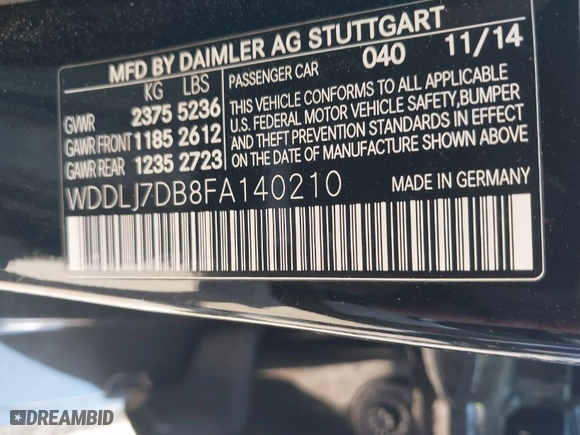 MFD BY DAIMLER AG STUTTGART
KG LBS
GVWR 2375 5236
GAWR FRONT 1185 2612
GAWR REAR 1235 2723
PASSENGER CAR 040 11/14
THIS VEHICLE CONFORMS TO ALL APPLICABLE
U.S. FEDERAL MOTOR VEHICLE SAFETY, BUMPER
AND THEFT PREVENTION STANDARDS IN EFFECT
ON THE DATE OF MANUFACTURE SHOWN ABOVE.
WDDLJ7DB8FA140210
MADE IN GERMANY
DREAMBID